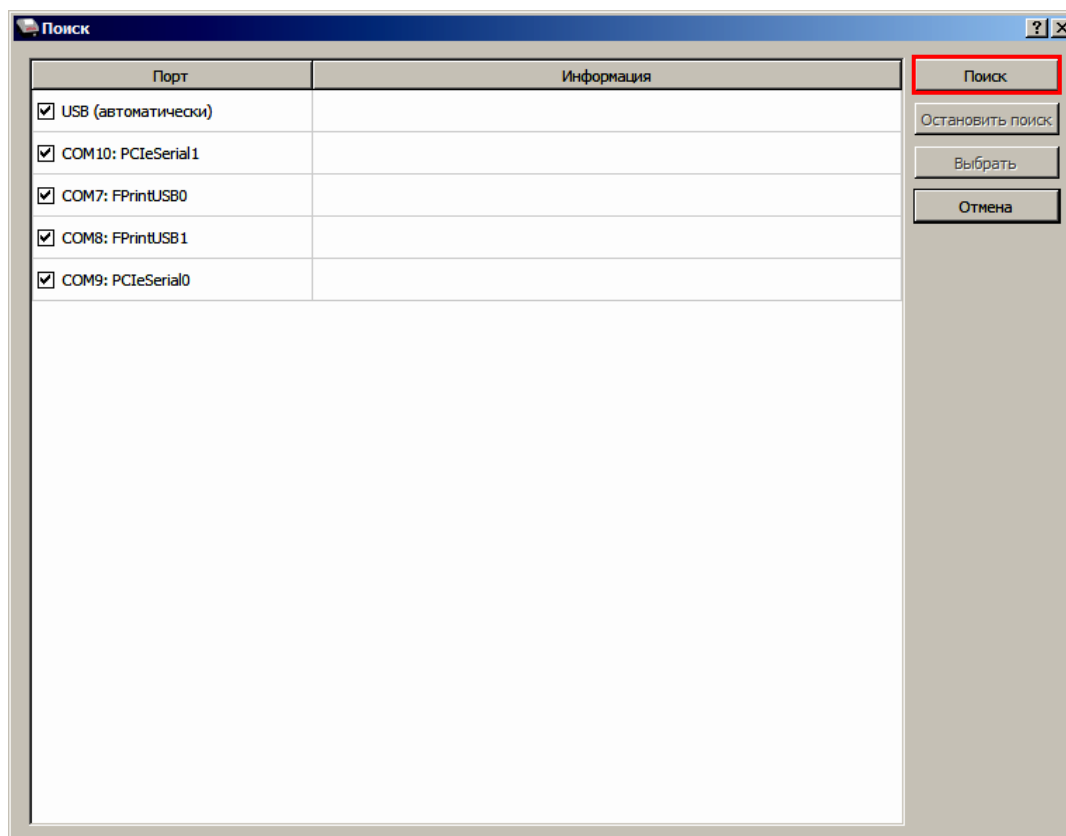 Поиск
Порт Информация
USB (автоматически)
COM10: PCIeSerial1
COM7: FPrintUSB0
COM8: FPrintUSB1
COM9: PCIeSerial0
Поиск
Остановить поиск
Выбрать
Отмена